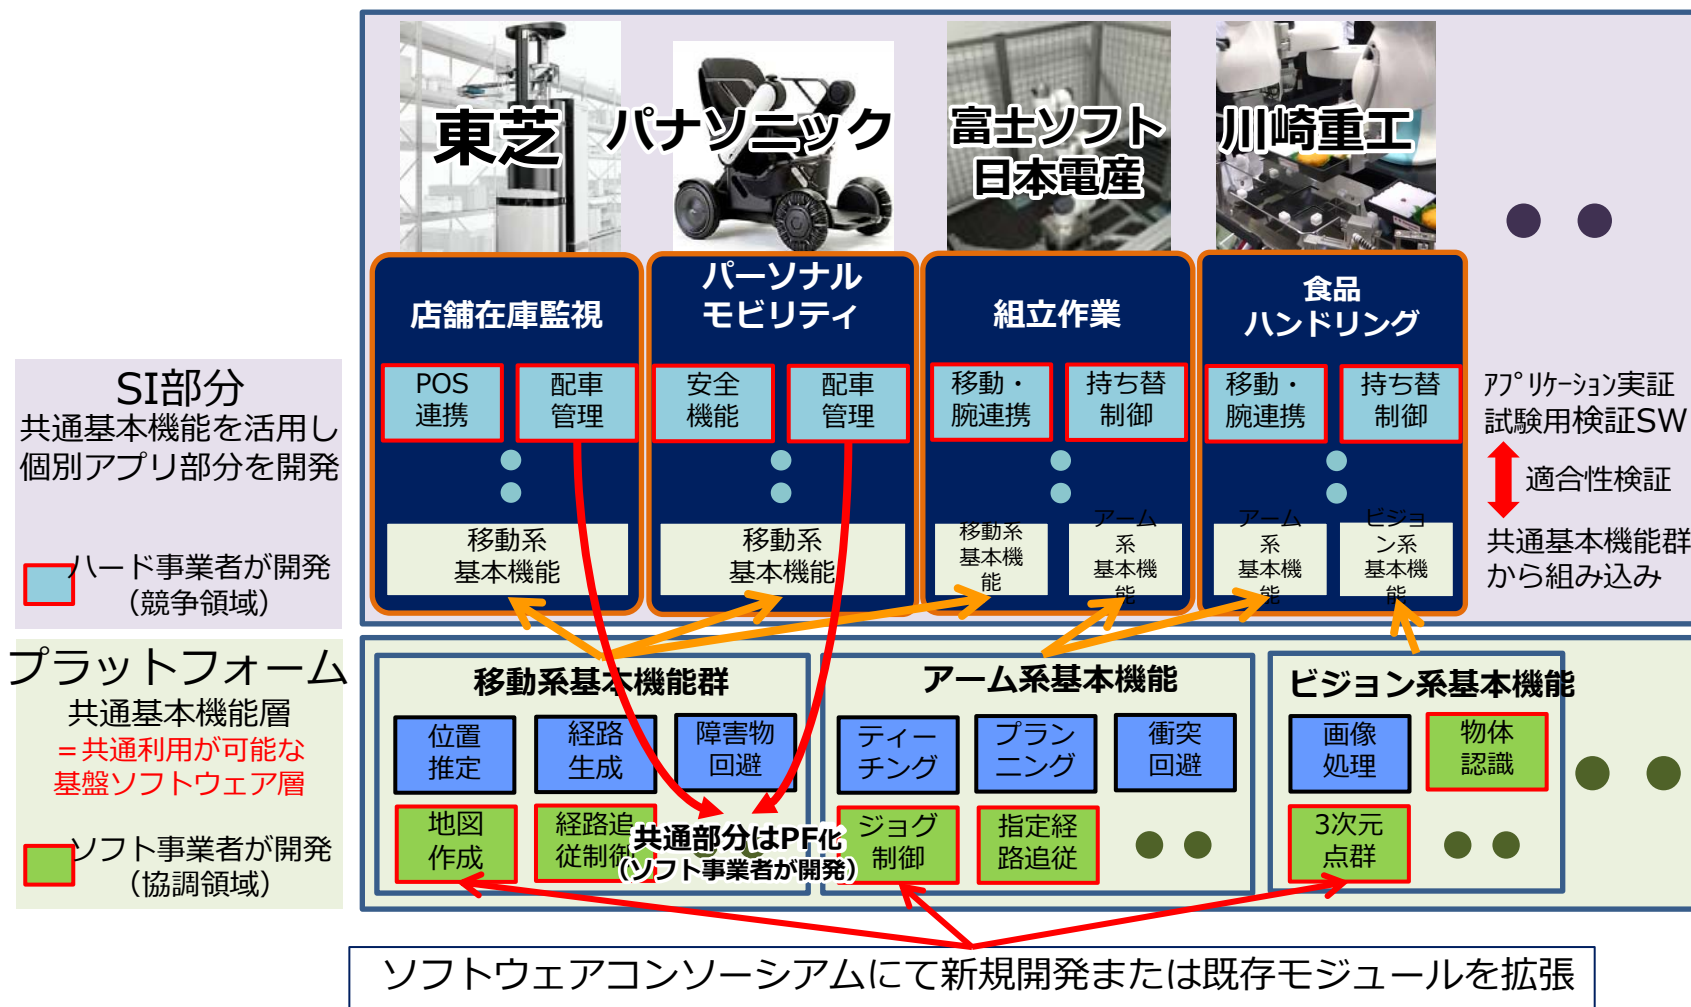 東芝
パナソニック
富士ソフト
日本電産
川崎重工
店舗在庫監視
パーソナル
モビリティ
組立作業
食品
ハンドリング
POS
連携
配車
管理
安全
機能
配車
管理
移動・
腕連携
持ち替
制御
移動・
腕連携
持ち替
制御
移動系
基本機能
移動系
基本機能
移動系
基本機
能
アーム
系
基本機
能
アーム
系
基本機
能
ビジョ
ン系
基本機
能
SI部分
共通基本機能を活用し
個別アプリ部分を開発
ハード事業者が開発
（競争領域）
ｱﾌﾟﾘｹｰｼｮﾝ実証
試験用検証SW
適合性検証
共通基本機能群
から組み込み
プラットフォーム
共通基本機能層
＝共通利用が可能な
基盤ソフトウェア層
ソフト事業者が開発
（協調領域）
移動系基本機能群
位置
推定
経路
生成
障害物
回避
地図
作成
経路追
従制御
共通部分はPF化
（ソフト事業者が開発）
アーム系基本機能
ティー
チング
プラン
ニング
衝突
回避
ジョグ
制御
指定経
路追従
ビジョン系基本機能
画像
処理
物体
認識
3次元
点群
ソフトウェアコンソーシアムにて新規開発または既存モジュールを拡張